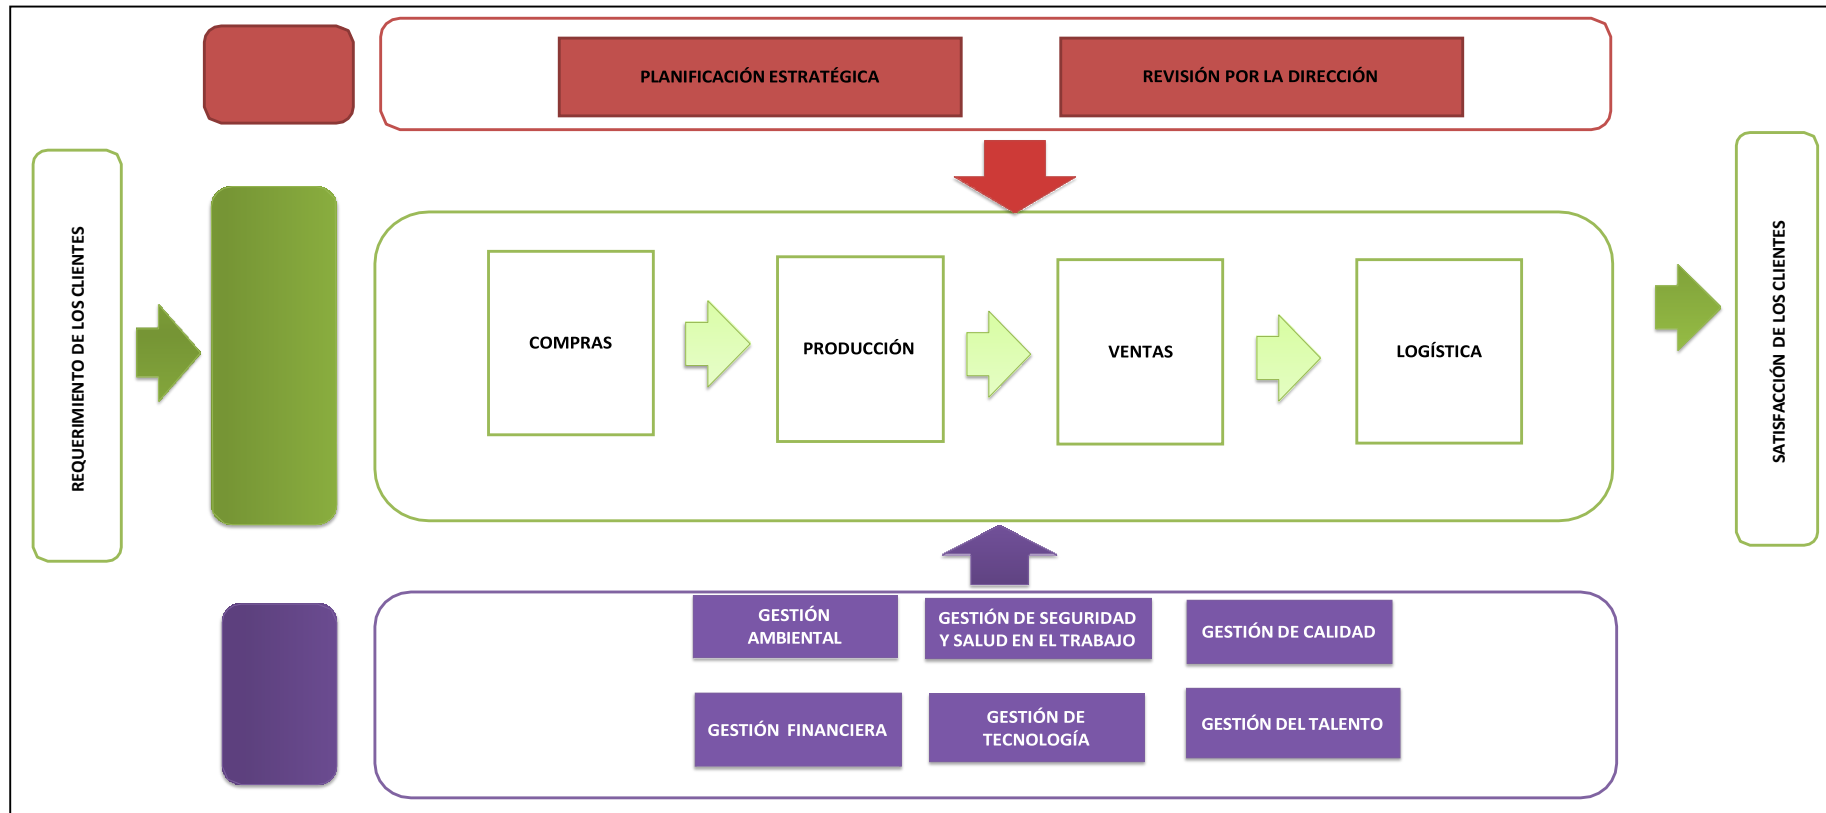 PLANIFICACIÓN ESTRATÉGICA
REVISIÓN POR LA DIRECCIÓN
REQUERIMIENTO DE LOS CLIENTES
COMPRAS
PRODUCCIÓN
VENTAS
LOGÍSTICA
SATISFACCIÓN DE LOS CLIENTES
GESTIÓN
AMBIENTAL
GESTIÓN DE SEGURIDAD
Y SALUD EN EL TRABAJO
GESTIÓN DE CALIDAD
GESTIÓN FINANCIERA
GESTIÓN DE
TECNOLOGÍA
GESTIÓN DEL TALENTO